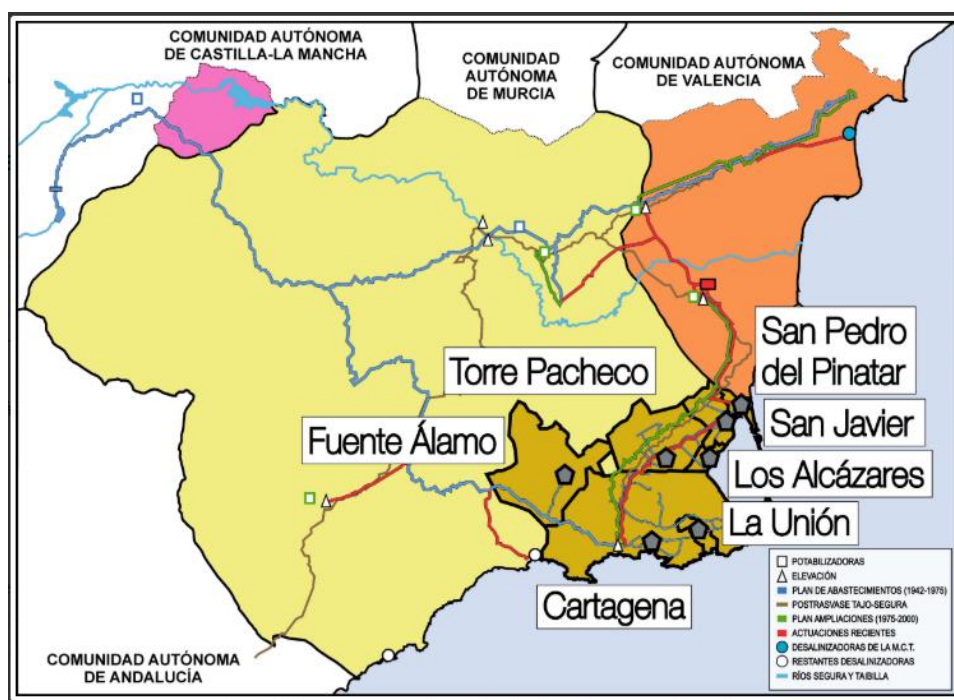 COMUNIDAD AUTÓNOMA
DE CASTILLA-LA MANCHA
COMUNIDAD
AUTÓNOMA
DE MURCIA
COMUNIDAD AUTÓNOMA
DE VALENCIA
San Pedro
del Pinatar
Torre Pacheco
San Javier
Fuente Álamo
Los Alcázares
La Unión
Cartagena
COMUNIDAD AUTÓNOMA
DE ANDALUCÍA
POTABILIZADORAS
ELEVACIÓN
PLAN DE ABASTECIMIENTOS (1942-1975)
POSTRASVASE TAJO-SEGURA
PLAN AMPLIACIONES (1975-2000)
ACTUACIONES RECIENTES
DESALINIZADORAS DE LA M.C.T.
RESTANTES DESALINIZADORAS
RÍOS SEGURA Y TAIBILLA